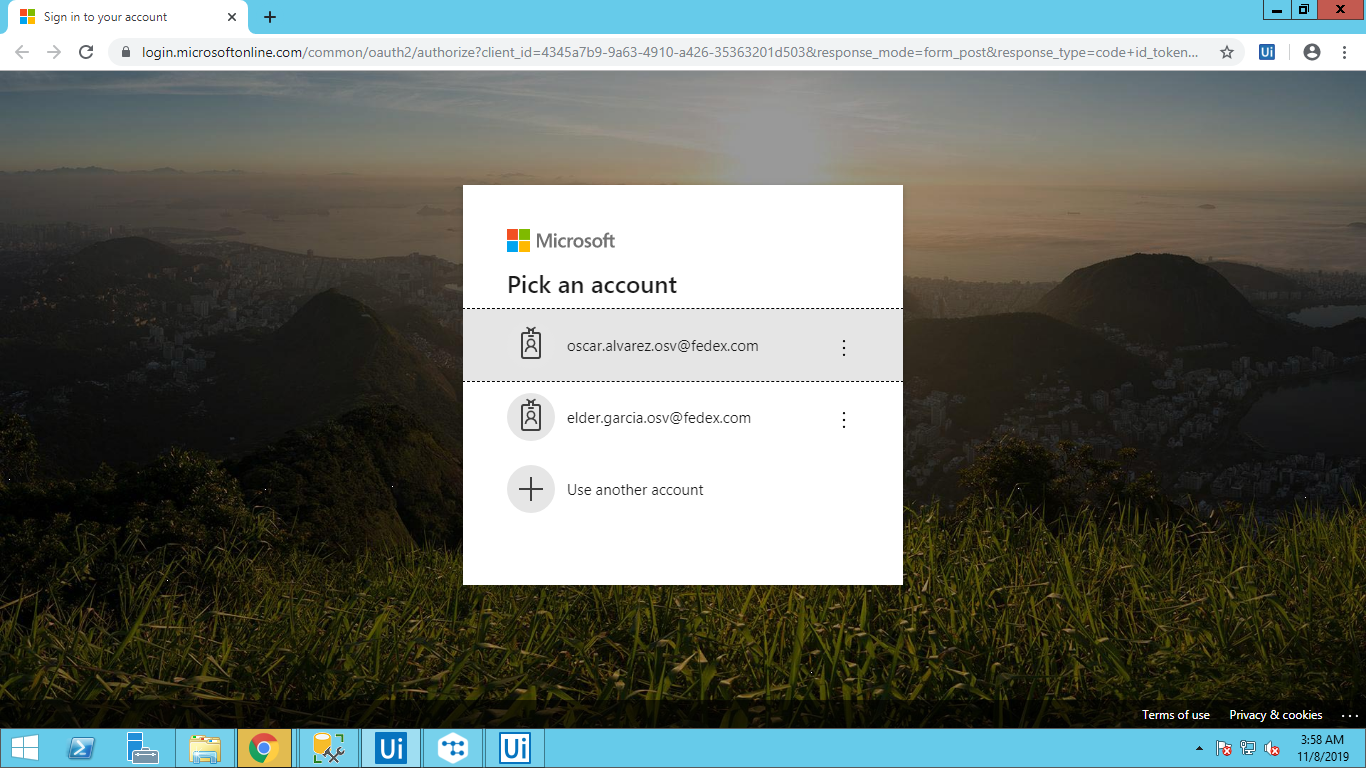 Sign in to your account
login.microsoftonline.com/common/oauth2/authorize?client_id=4345a7b9-9a63-4910-a426-35363201d503&response_mode=form_post&response_type=code+id_token...
Ui
Microsoft
Pick an account
oscar.alvarez.osv@fedex.com
elder.garcia.osv@fedex.com
Use another account
Terms of use Privacy & cookies ...
Ui Ui
3:58 AM
11/8/2019